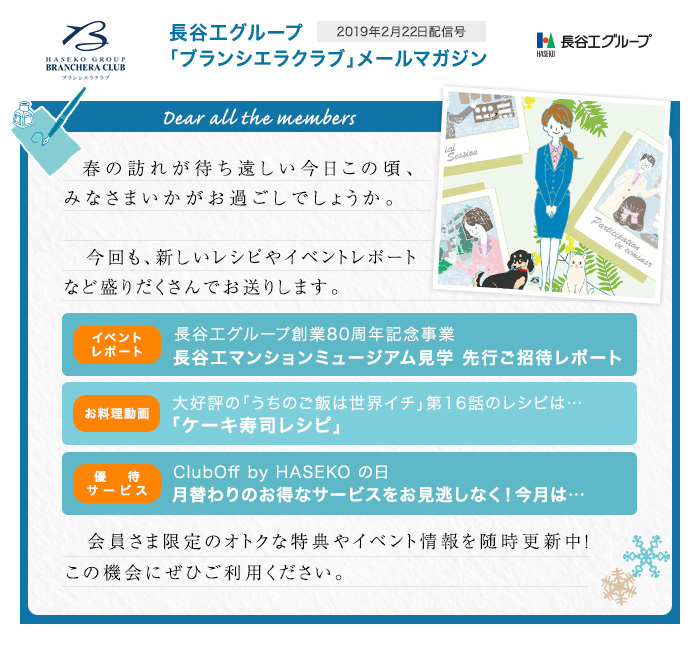 HASEKO GROUP
BRANCHERA CLUB
ブランシエラクラブ
長谷工グループ
2019年2月22日配信号
「ブランシエラクラブ」メールマガジン
HASEKO
長谷工グループ
Dear all the members
春の訪れが待ち遠しい今日この頃、
みなさまいかがお過ごしでしょうか。
今回も、新しいレシピやイベントレポート
など盛りだくさんでお送りします。
Session
Participation
in seminar
イベント
レポート
長谷工グループ創業80周年記念事業
長谷工マンションミュージアム見学 先行ご招待レポート
お料理動画
大好評の「うちのご飯は世界イチ」第16話のレシピは…
「ケーキ寿司レシピ」
優待
サービス
ClubOff by HASEKO の日
月替わりのお得なサービスをお見逃しなく!今月は…
会員さま限定のオトクな特典やイベント情報を随時更新中!
この機会にぜひご利用ください。